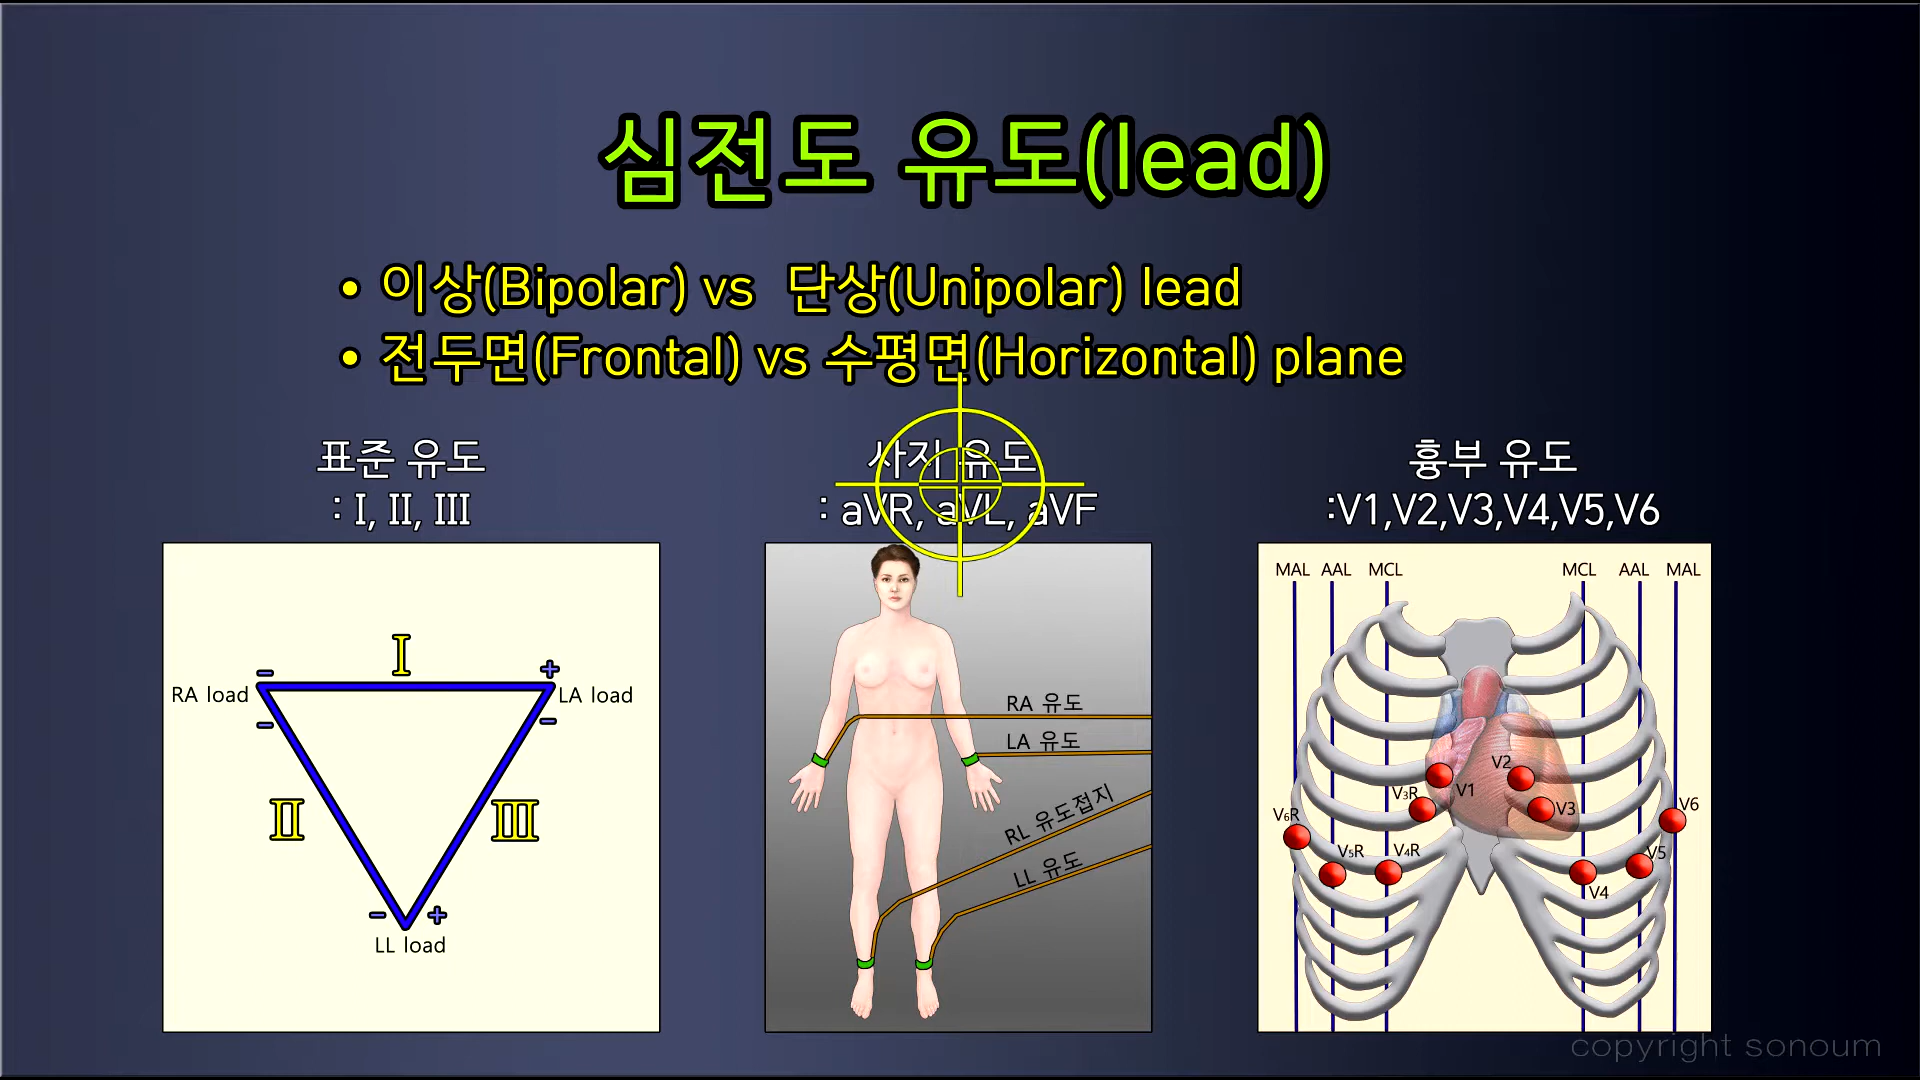 심전도 유도(lead)
• 이상(Bipolar) vs 단상(Unipolar) lead
• 전두면(Frontal) vs 수평면(Horizontal) plane
표준 유도
: I, II, III
사지 유도
: aVR, aVL, aVF
흉부 유도
:V1,V2,V3,V4,V5,V6
I
− +
RA load
LA load
− −
II
III
− +
LL load
RA 유도
LA 유도
RL 유도접지
LL 유도
MAL AAL MCL MCL AAL MAL
V2
V1
V3R
V3
V6
V6R
V5R
V4R
V5
V4
copyright sonoum